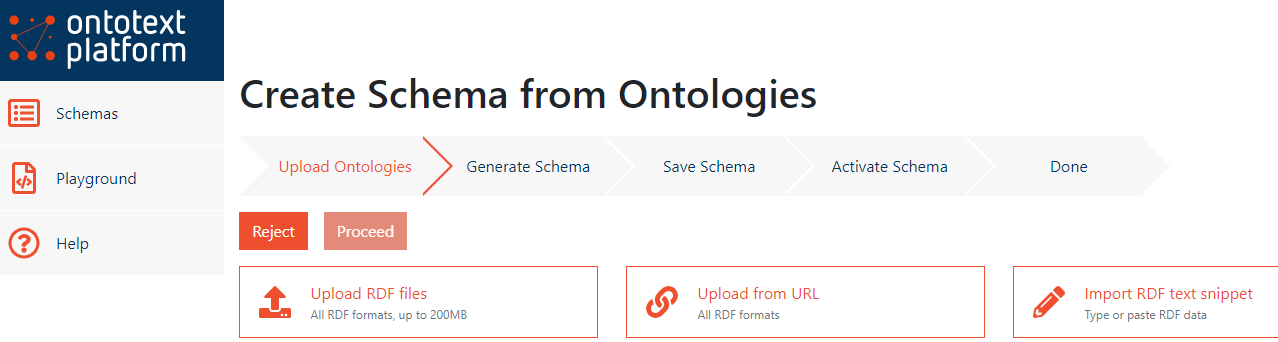 ontotext
platform
Schemas
Playground
Help
Create Schema from Ontologies
Upload Ontologies
Generate Schema
Save Schema
Activate Schema
Done
Reject
Proceed
Upload RDF files
All RDF formats, up to 200MB
Upload from URL
All RDF formats
Import RDF text snippet
Type or paste RDF data